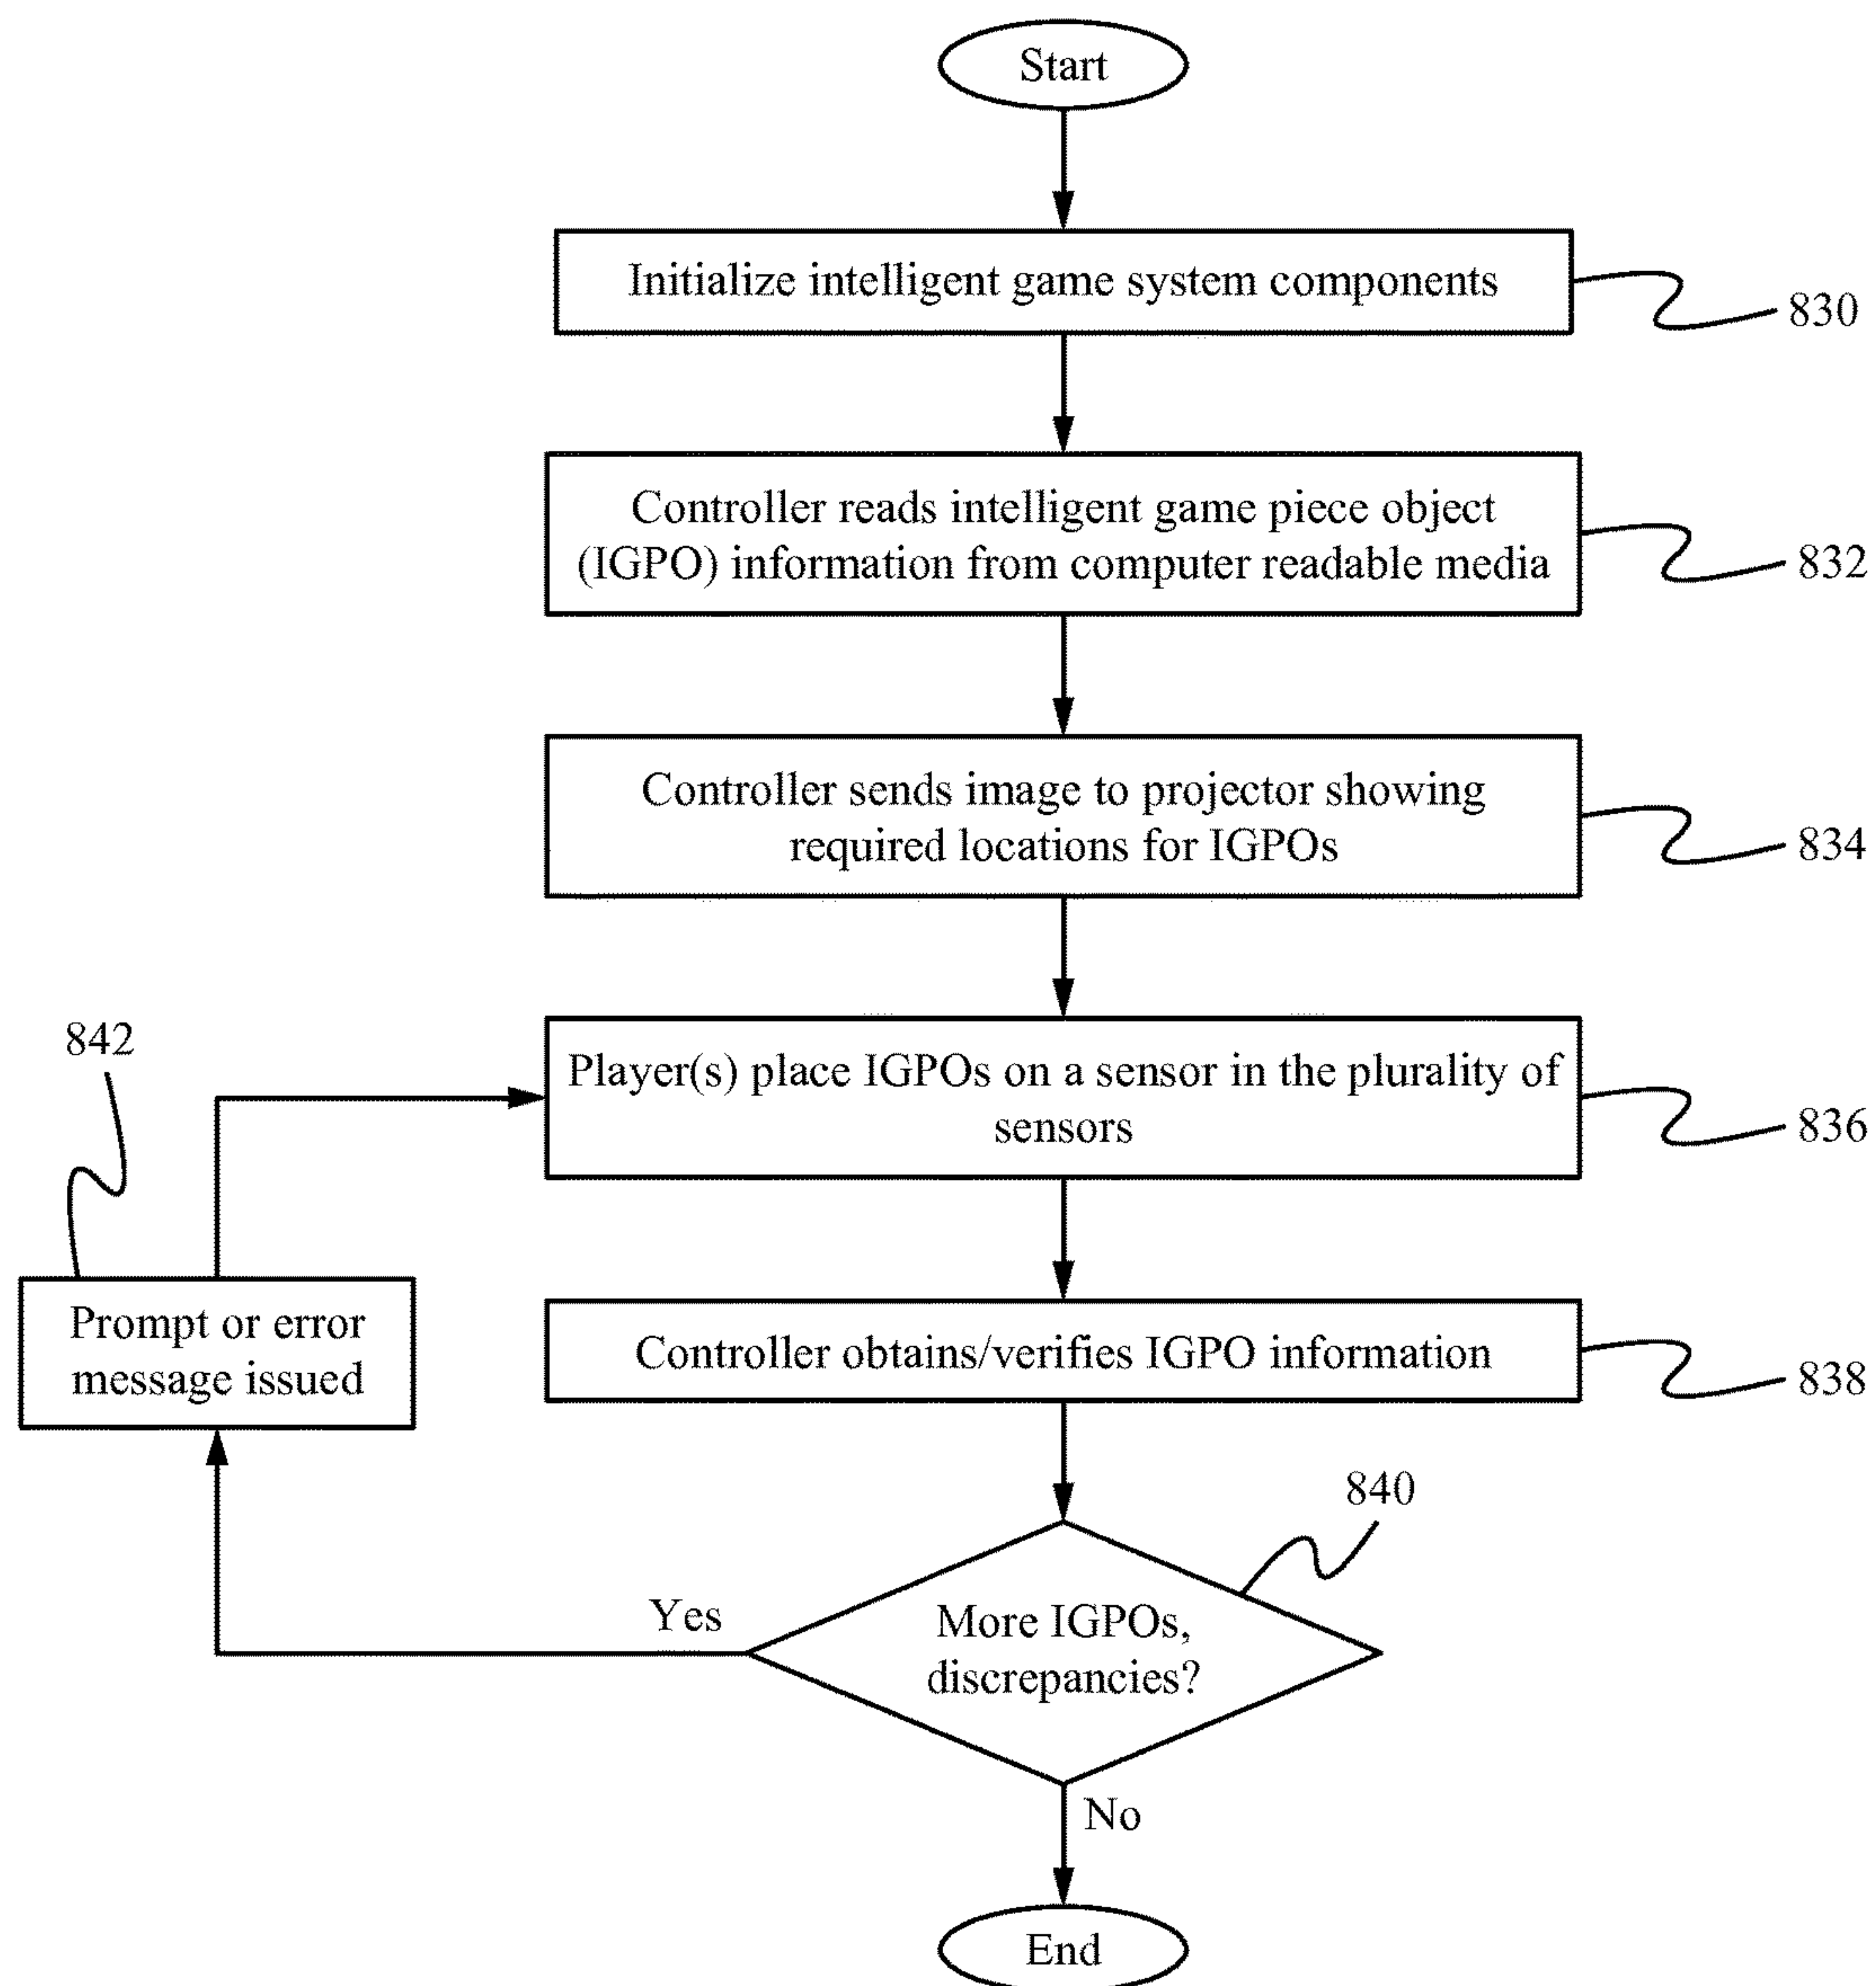 Start
Initialize intelligent game system components
830
Controller reads intelligent game piece object
(IGPO) information from computer readable media
832
Controller sends image to projector showing
required locations for IGPOs
834
842
Player(s) place IGPOs on a sensor in the plurality of
sensors
836
Prompt or error
message issued
Controller obtains/verifies IGPO information
838
840
Yes
More IGPOs,
discrepancies?
No
End